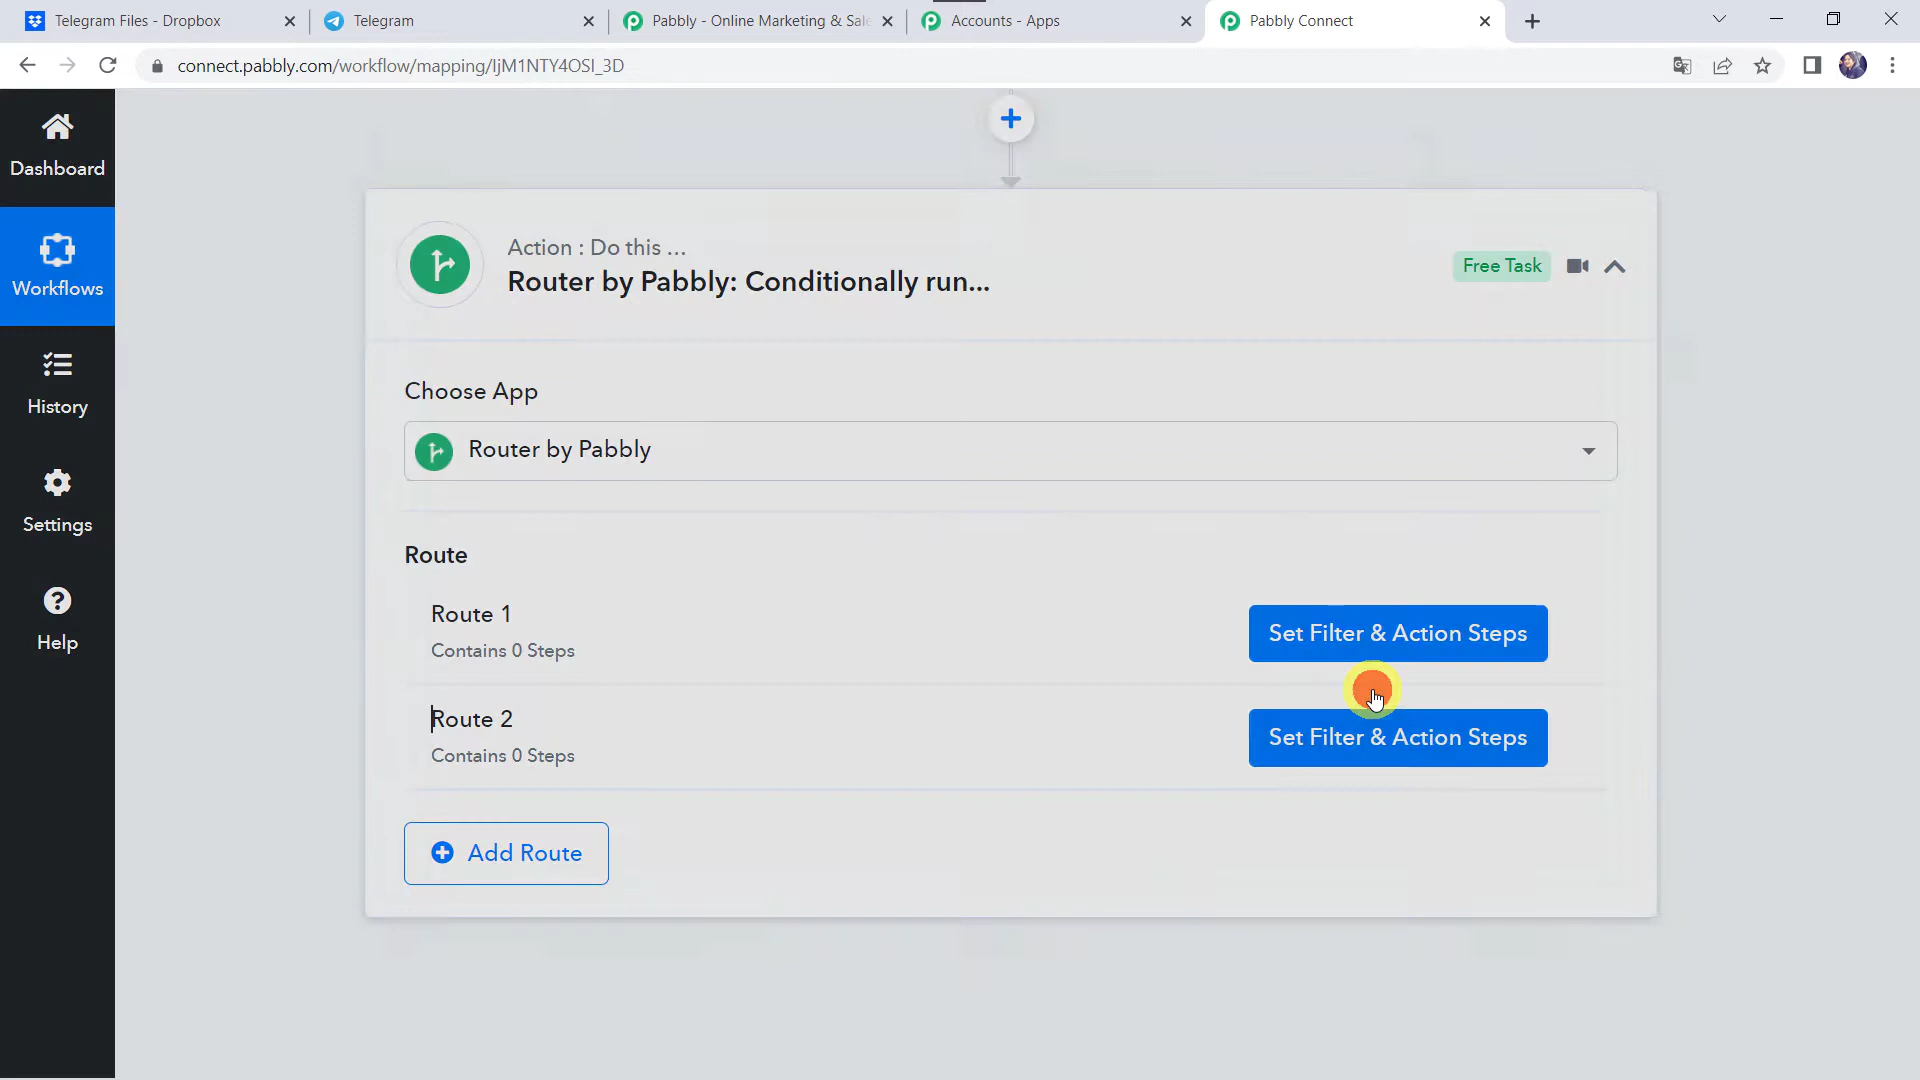 Telegram Files - Dropbox
Telegram
Pabbly - Online Marketing & Sale
Accounts - Apps
Pabbly Connect
connect.pabbly.com/workflow/mapping/IjM1NTY4OSI_3D
Dashboard
Workflows
History
Settings
Help
Action : Do this ...
Router by Pabbly: Conditionally run...
Free Task
Choose App
Router by Pabbly
Route
Route 1
Contains 0 Steps
Set Filter & Action Steps
Route 2
Contains 0 Steps
Set Filter & Action Steps
Add Route